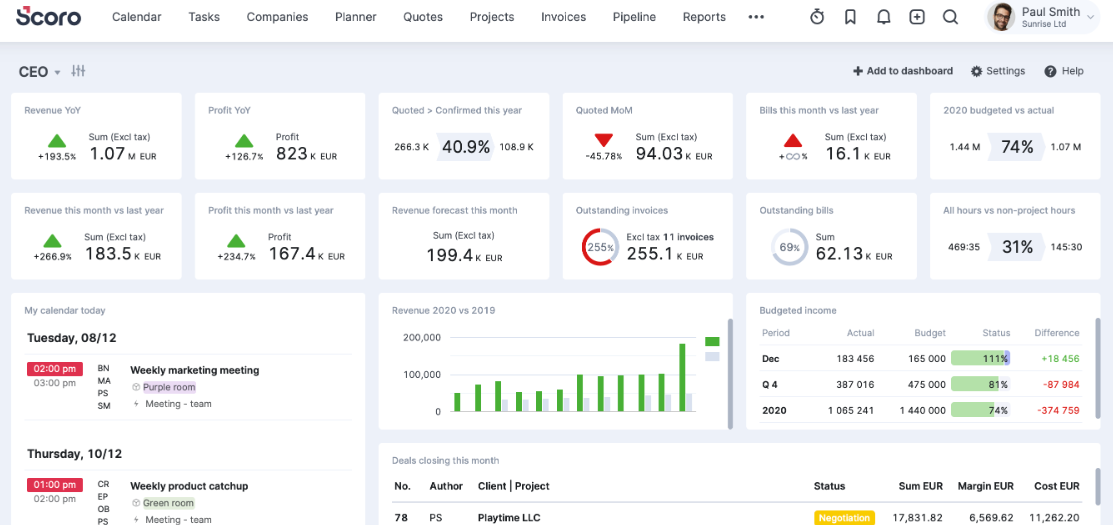 Scoro Calendar Tasks Companies Planner Quotes Projects Invoices Pipeline Reports
Paul Smith
Sunrise Ltd
CEO
Add to dashboard Settings Help
Revenue YoY
Sum (Excl tax)
+193.5% 1.07 M EUR
Profit YoY
Profit
+126.7% 823 K EUR
Quoted > Confirmed this year
266.3 K 40.9% 108.9 K
Quoted MoM
Sum (Excl tax)
-45.78% 94.03 K EUR
Bills this month vs last year
Sum (Excl tax)
+∞% 16.1 K EUR
2020 budgeted vs actual
1.44 M 74% 1.07 M
Revenue this month vs last year
Sum (Excl tax)
+266.9% 183.5 K EUR
Profit this month vs last year
Profit
+234.7% 167.4 K EUR
Revenue forecast this month
Sum (Excl tax)
199.4 K EUR
Outstanding invoices
255% Excl tax 11 invoices
255.1 K EUR
Outstanding bills
69% Sum
62.13 K EUR
All hours vs non-project hours
469:35 31% 145:30
My calendar today
Tuesday, 08/12
02:00 pm
03:00 pm
BN
MA
PS
SM
Weekly marketing meeting
Purple room
Meeting - team
Thursday, 10/12
01:00 pm
02:00 pm
CR
EP
OB
PS
Weekly product catchup
Green room
Meeting - team
Revenue 2020 vs 2019
200,000
100,000
0
Budgeted income
Period Actual Budget Status Difference
Dec 183 456 165 000 111% +18 456
Q 4 387 016 475 000 81% -87 984
2020 1 065 241 1 440 000 74% -374 759
Deals closing this month
No. Author Client | Project Status Sum EUR Margin EUR Cost EUR
78 PS Playtime LLC Negotiation 17,831.82 6,569.62 11,262.20